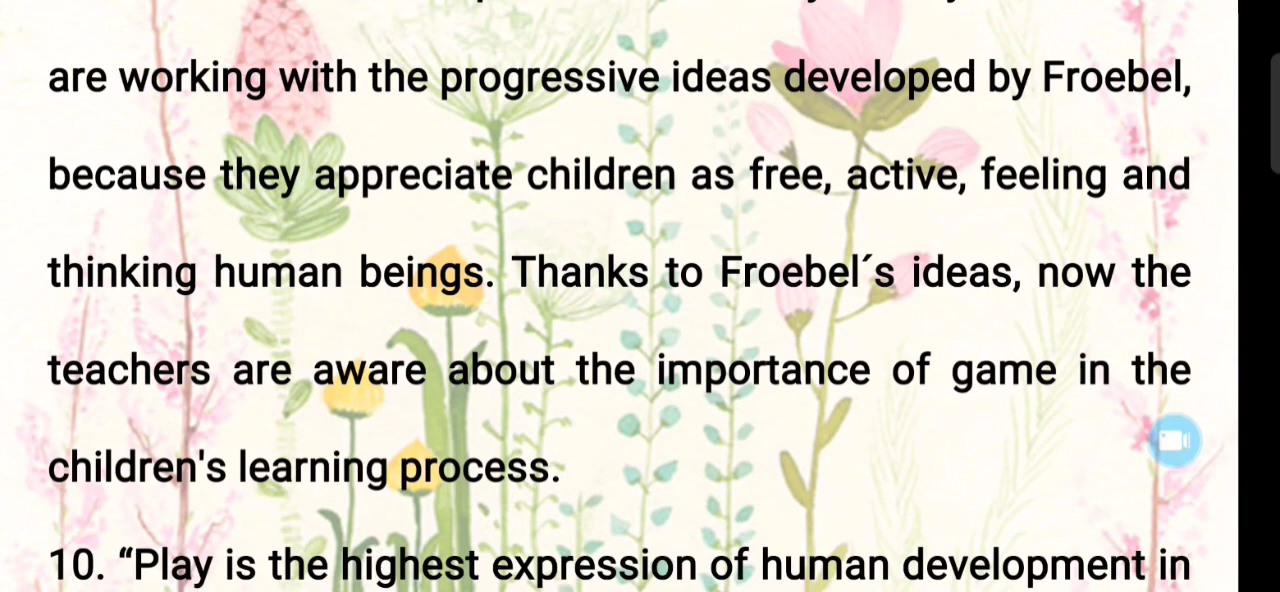 are working with the progressive ideas developed by Froebel,
because they appreciate children as free, active, feeling and
thinking human beings. Thanks to Froebel´s ideas, now the
teachers are aware about the importance of game in the
children's learning process.
10. “Play is the highest expression of human development in